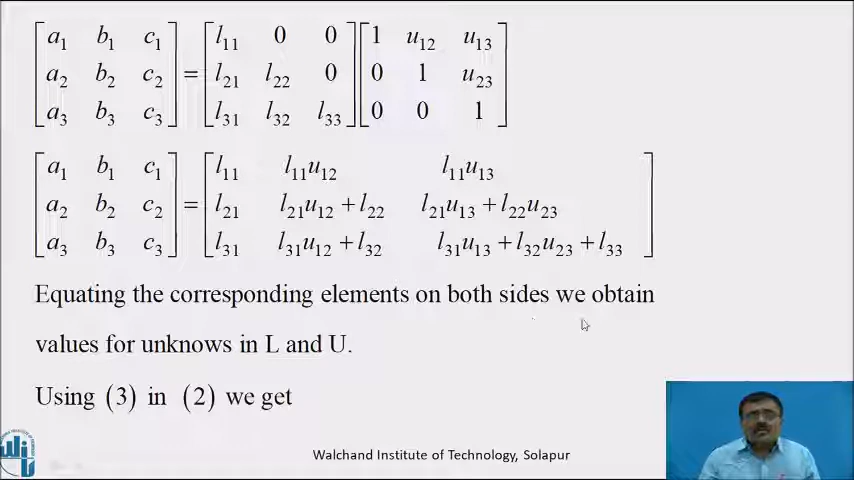 [a₁ b₁ c₁; a₂ b₂ c₂; a₃ b₃ c₃] = [l₁₁ 0 0; l₂₁ l₂₂ 0; l₃₁ l₃₂ l₃₃] [1 u₁₂ u₁₃; 0 1 u₂₃; 0 0 1]
[a₁ b₁ c₁; a₂ b₂ c₂; a₃ b₃ c₃] = [l₁₁ l₁₁u₁₂ l₁₁u₁₃; l₂₁ l₂₁u₁₂ + l₂₂ l₂₁u₁₃ + l₂₂u₂₃; l₃₁ l₃₁u₁₂ + l₃₂ l₃₁u₁₃ + l₃₂u₂₃ + l₃₃]
Equating the corresponding elements on both sides we obtain
values for unknows in L and U.
Using (3) in (2) we get
Walchand Institute of Technology, Solapur